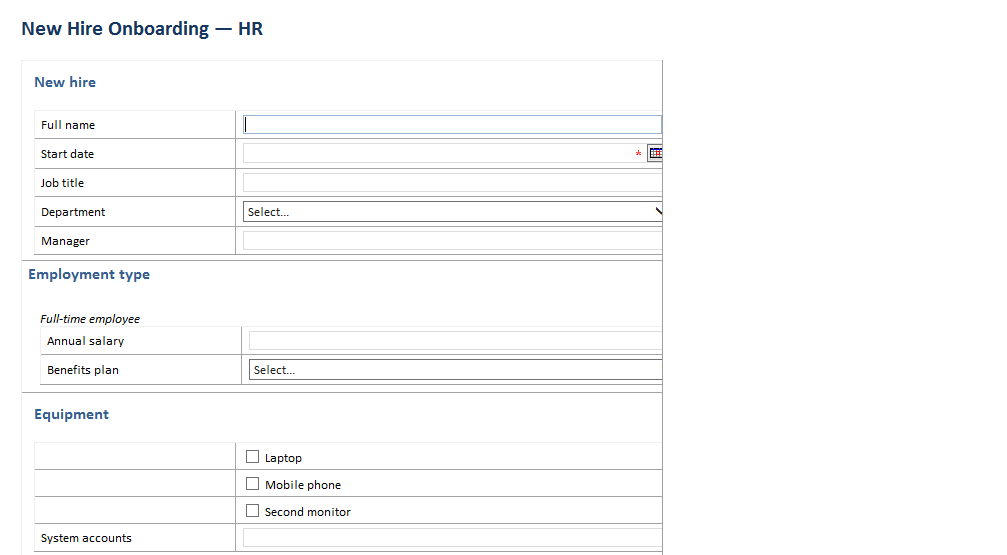 New Hire Onboarding — HR
New hire
Full name
Start date *
Job title
Department Select...
Manager
Employment type
Full-time employee
Annual salary
Benefits plan Select...
Equipment
Laptop
Mobile phone
Second monitor
System accounts